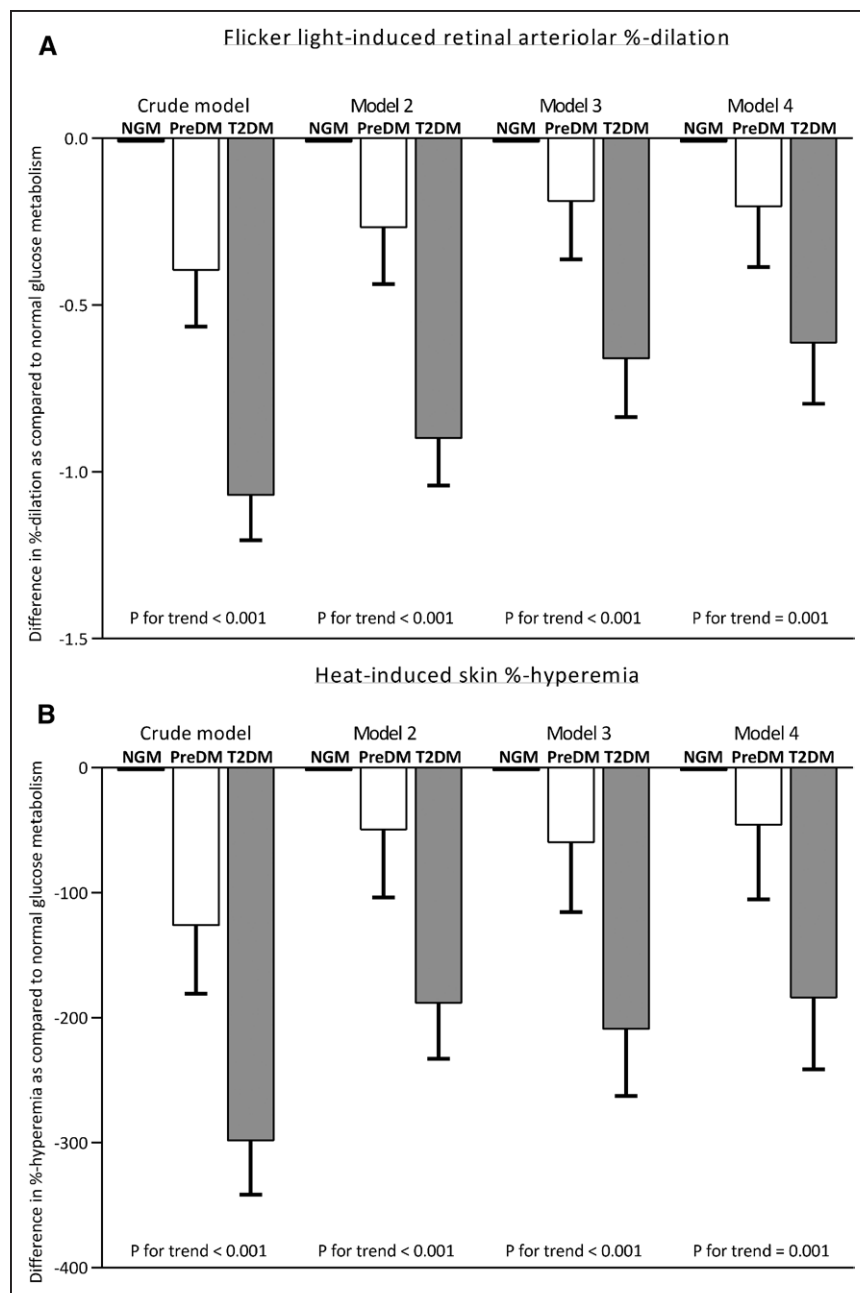 A
Flicker light-induced retinal arteriolar %-dilation
Crude model
Model 2
Model 3
Model 4
NGM PreDM T2DM
NGM PreDM T2DM
NGM PreDM T2DM
NGM PreDM T2DM
Difference in %-dilation as compared to normal glucose metabolism
0.0
-0.5
-1.0
-1.5
P for trend < 0.001
P for trend < 0.001
P for trend < 0.001
P for trend = 0.001
B
Heat-induced skin %-hyperemia
Crude model
Model 2
Model 3
Model 4
NGM PreDM T2DM
NGM PreDM T2DM
NGM PreDM T2DM
NGM PreDM T2DM
Difference in %-hyperemia as compared to normal glucose metabolism
0
-100
-200
-300
-400
P for trend < 0.001
P for trend < 0.001
P for trend < 0.001
P for trend = 0.001